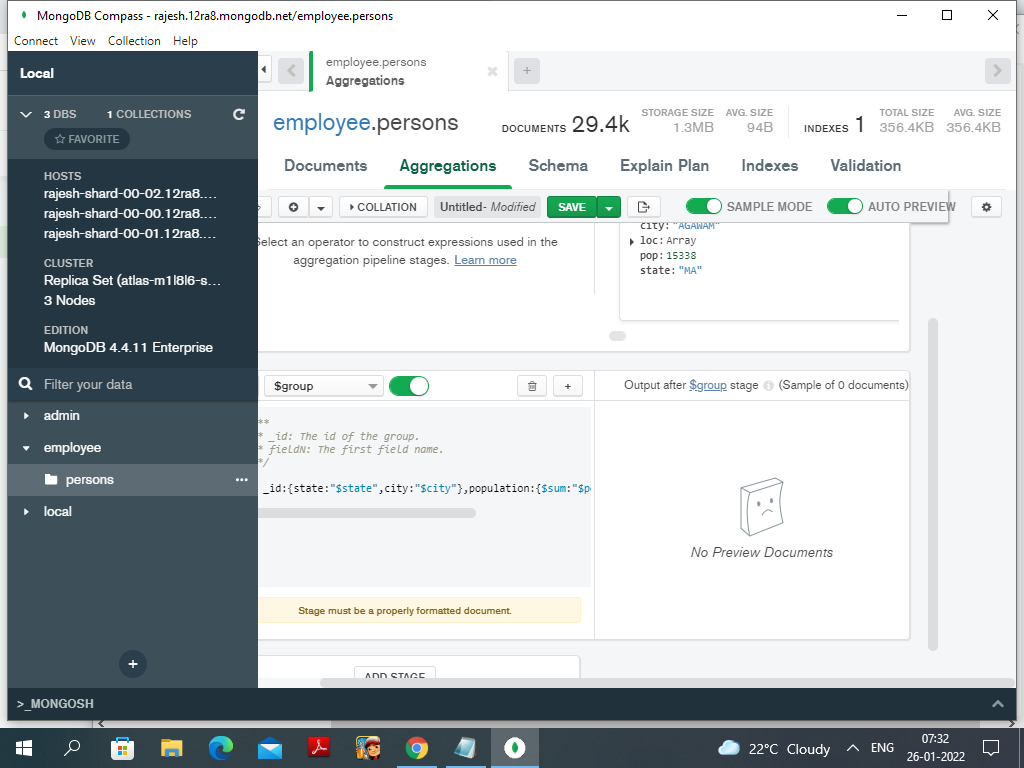 MongoDB Compass - rajesh.12ra8.mongodb.net/employee.persons
Connect View Collection Help
Local
3 DBS 1 COLLECTIONS
FAVORITE
HOSTS
rajesh-shard-00-02.12ra8....
rajesh-shard-00-00.12ra8....
rajesh-shard-00-01.12ra8....
CLUSTER
Replica Set (atlas-m1l8l6-s...
3 Nodes
EDITION
MongoDB 4.4.11 Enterprise
Filter your data
admin
employee
persons
local
>_MONGOSH
employee.persons
Aggregations
employee.persons
DOCUMENTS 29.4k
STORAGE SIZE
1.3MB
AVG. SIZE
94B
INDEXES 1
TOTAL SIZE
356.4KB
AVG. SIZE
356.4KB
Documents Aggregations Schema Explain Plan Indexes Validation
COLLATION Untitled- Modified SAVE SAMPLE MODE AUTO PREVIEW
Select an operator to construct expressions used in the
aggregation pipeline stages. Learn more
city: "AGAWAM"
loc: Array
pop: 15338
state: "MA"
$group
Output after $group stage (Sample of 0 documents)
**
* _id: The id of the group.
* fieldN: The first field name.
*/
_id:{state:"$state",city:"$city"},population:{$sum:"$p
No Preview Documents
Stage must be a properly formatted document.
ADD STAGE
22°C Cloudy
ENG
07:32
26-01-2022